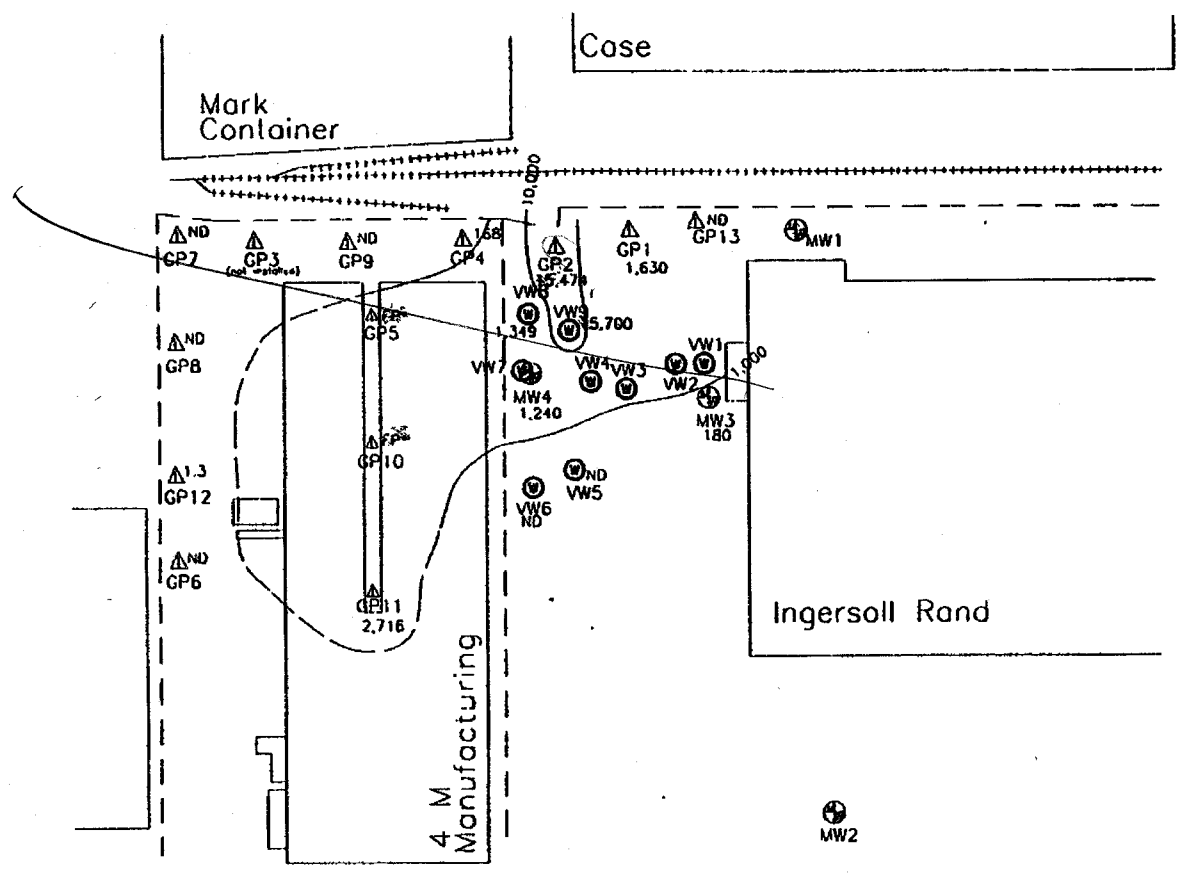 Case
Mark
Container
10,000
ND
GP7
GP3
ND
GP9
168
GP4
GP2
GP1
1,630
ND
GP13
MW1
GP5
VW8
1,349
VW9
15,700
ND
GP8
VW7
MW4
1,240
VW4
VW3
VW2
VW1
1,000
MW3
180
GP10
1.3
GP12
ND
VW5
VW6
ND
ND
GP6
GP11
2,716
Ingersoll Rand
4 M
Manufacturing
MW2